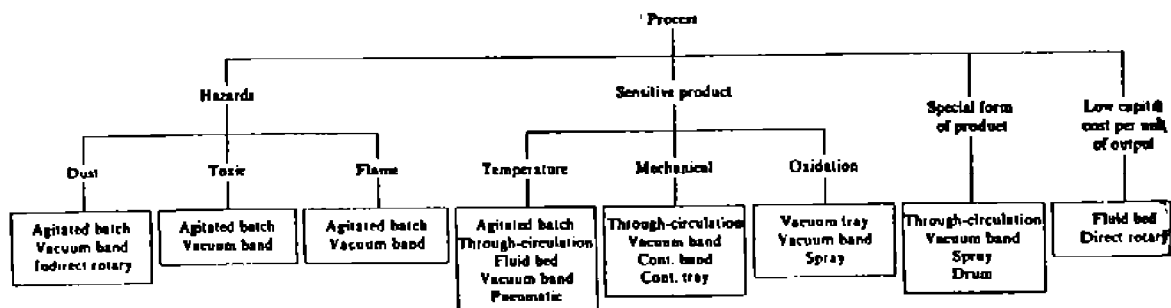 Process
Hazards
Sensitive product
Special form
of product
Low capital
cost per unit
of output
Dust
Toxic
Flame
Temperature
Mechanical
Oxidation
Agitated batch
Vacuum band
Indirect rotary
Agitated batch
Vacuum band
Agitated batch
Vacuum band
Agitated batch
Through-circulation
Fluid bed
Vacuum band
Pneumatic
Through-circulation
Vacuum band
Cont. band
Cont. tray
Vacuum tray
Vacuum band
Spray
Through-circulation
Vacuum band
Spray
Drum
Fluid bed
Direct rotary